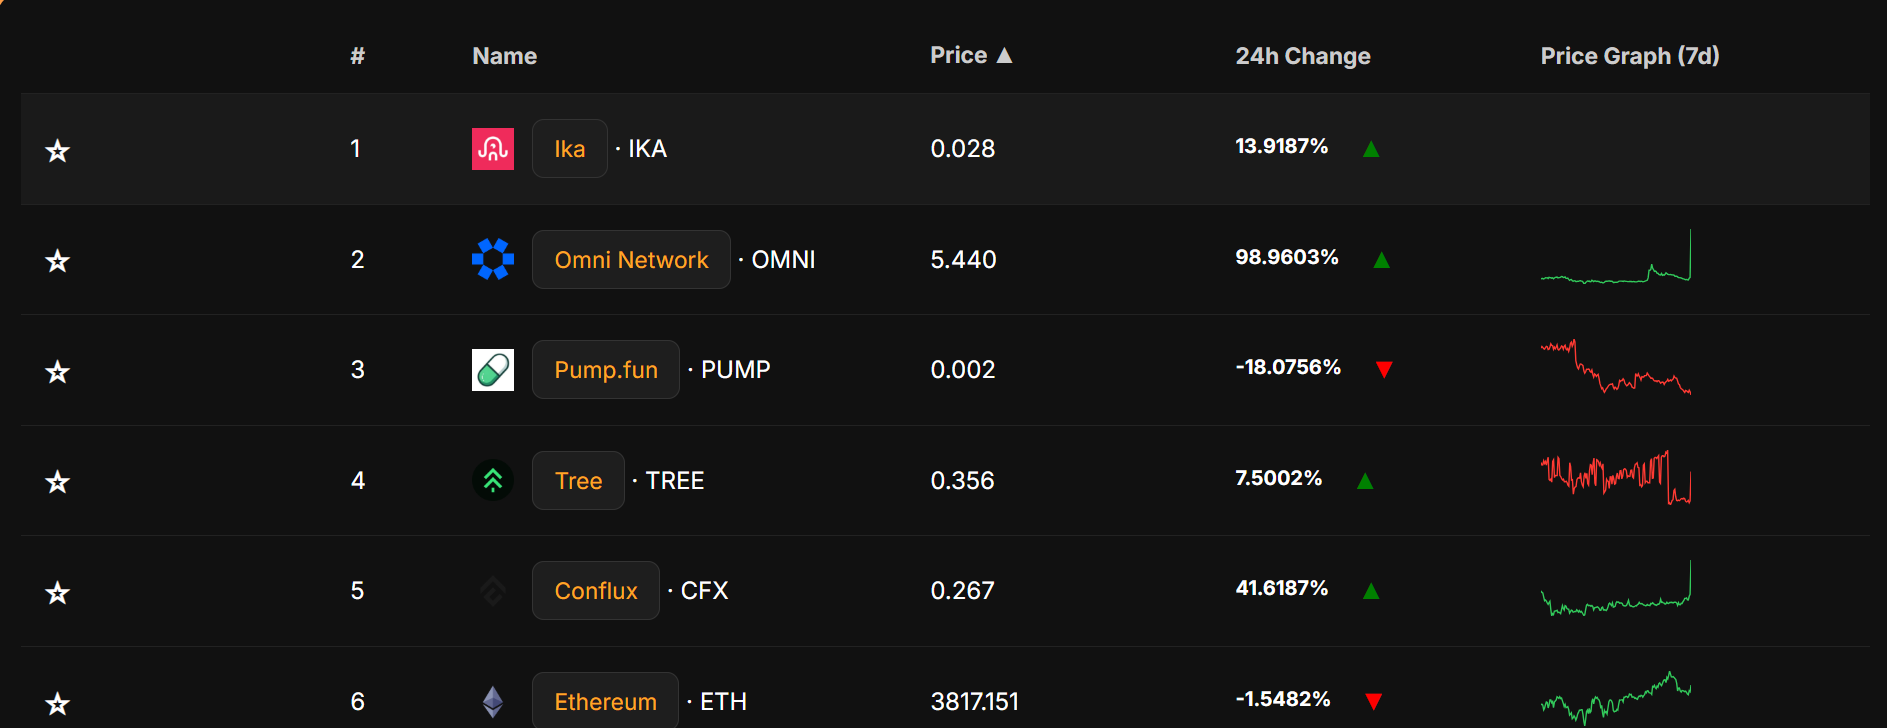 # Name Price ▲ 24h Change Price Graph (7d)
☆ 1 Ika · IKA 0.028 13.9187% ▲
☆ 2 Omni Network · OMNI 5.440 98.9603% ▲
☆ 3 Pump.fun · PUMP 0.002 -18.0756% ▼
☆ 4 Tree · TREE 0.356 7.5002% ▲
☆ 5 Conflux · CFX 0.267 41.6187% ▲
☆ 6 Ethereum · ETH 3817.151 -1.5482% ▼